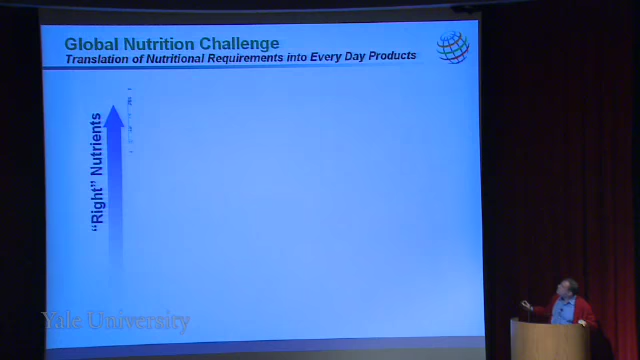 Global Nutrition Challenge
Translation of Nutritional Requirements into Every Day Products
“Right” Nutrients
Yale University